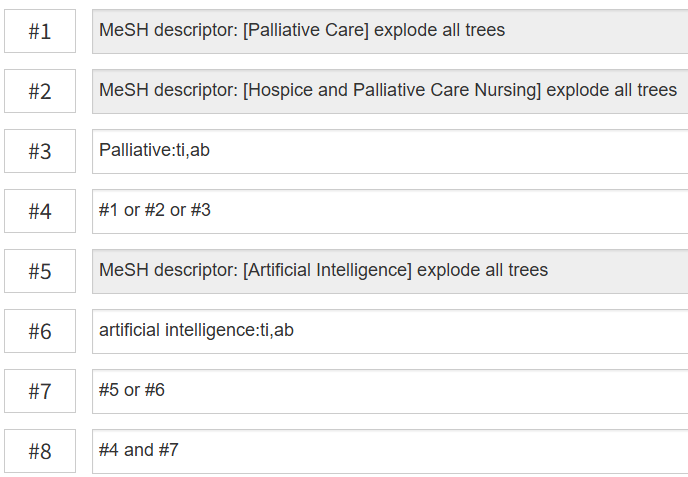 #1 MeSH descriptor: [Palliative Care] explode all trees
#2 MeSH descriptor: [Hospice and Palliative Care Nursing] explode all trees
#3 Palliative:ti,ab
#4 #1 or #2 or #3
#5 MeSH descriptor: [Artificial Intelligence] explode all trees
#6 artificial intelligence:ti,ab
#7 #5 or #6
#8 #4 and #7